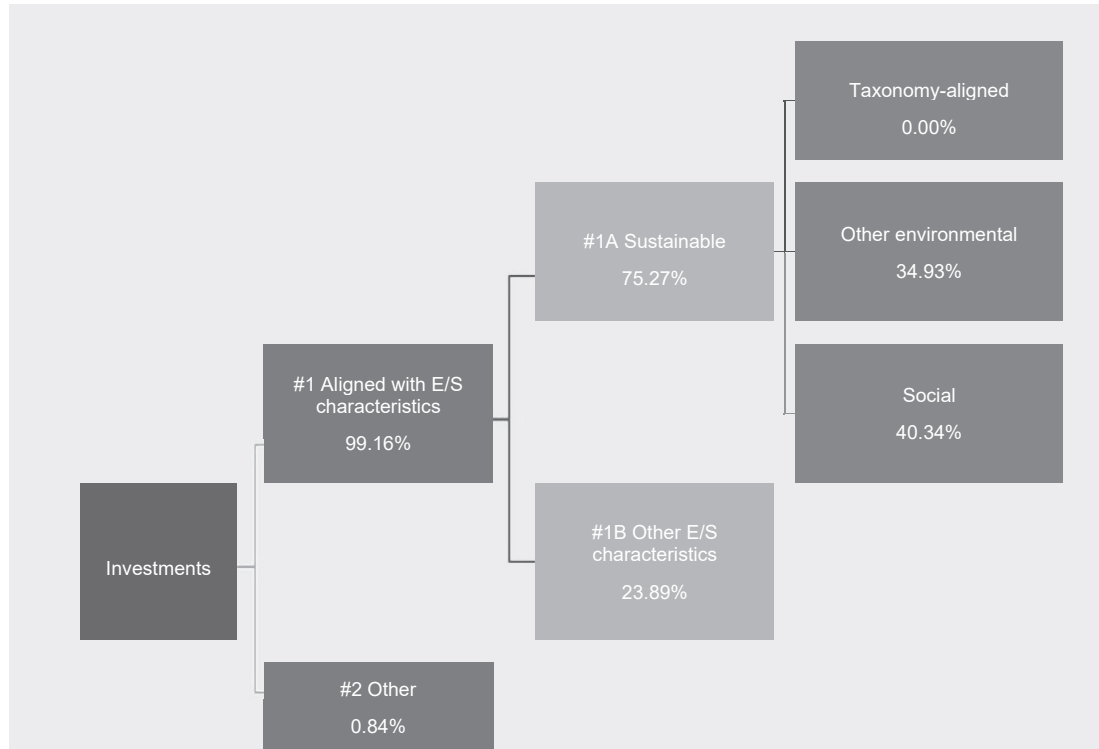 Taxonomy-aligned
0.00%
#1A Sustainable
75.27%
Other environmental
34.93%
#1 Aligned with E/S
characteristics
99.16%
Social
40.34%
Investments
#1B Other E/S
characteristics
23.89%
#2 Other
0.84%